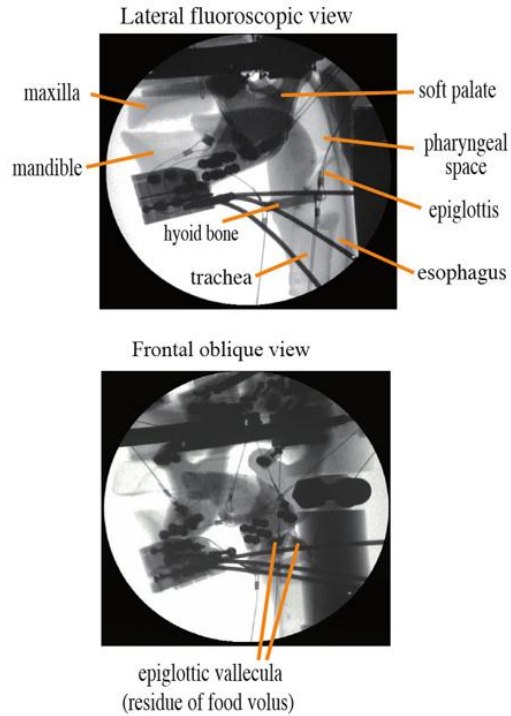 Lateral fluoroscopic view
maxilla
soft palate
mandible
pharyngeal
space
epiglottis
hyoid bone
trachea
esophagus
Frontal oblique view
epiglottic vallecula
(residue of food volus)